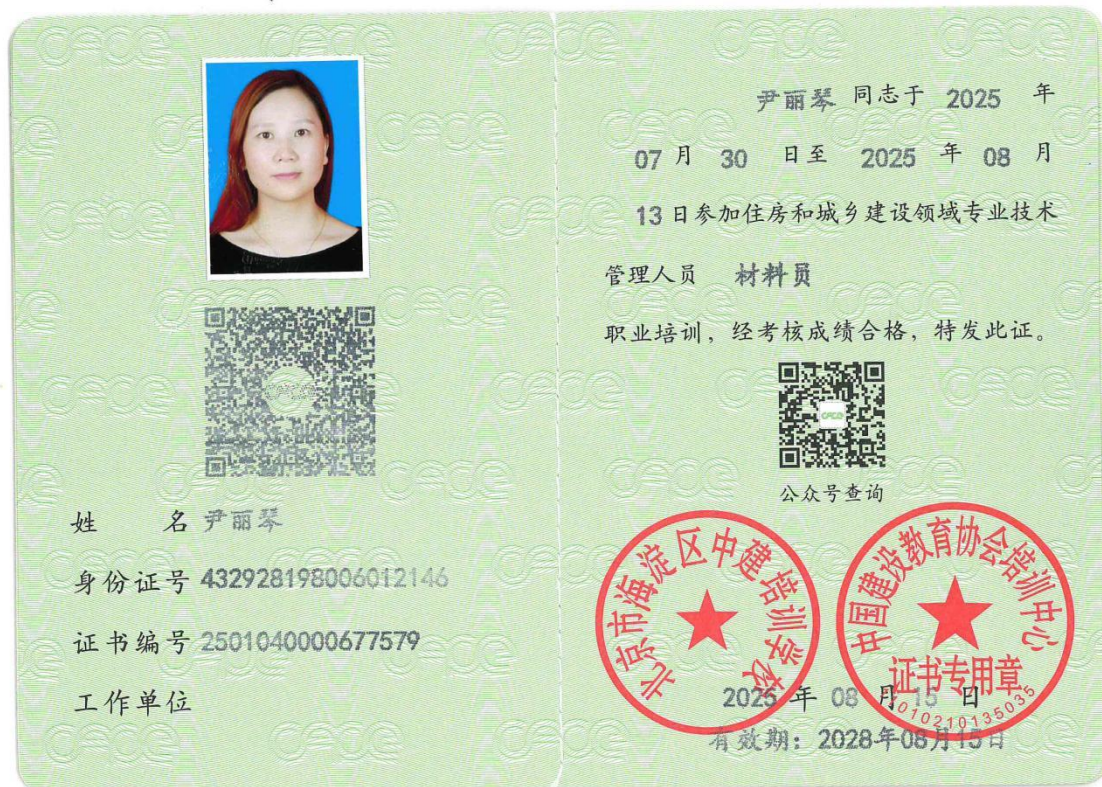 姓 名 尹丽琴
身份证号 432928198006012146
证书编号 2501040000677579
工作单位
尹丽琴 同志于 2025 年
07 月 30 日至 2025 年 08 月
13 日参加住房和城乡建设领域专业技术
管理人员 材料员
职业培训，经考核成绩合格，特发此证。
公众号查询
北京市海淀区中建培训学校
中国建设教育协会培训中心
证书专用章
2025 年 08 月 15 日
有效期：2028年08月15日